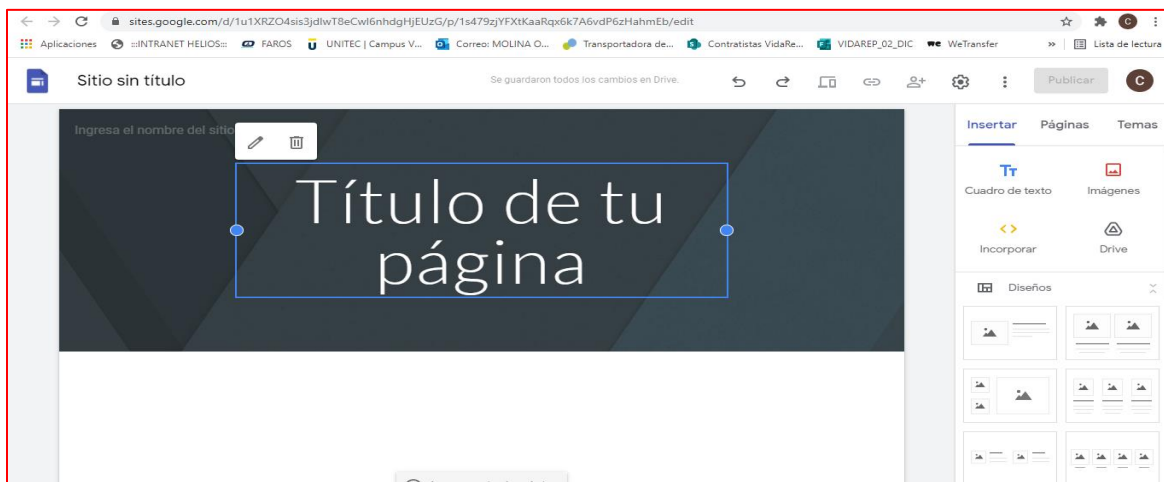 sites.google.com/d/1u1XRZO4sis3jdlwT8eCwl6nhdgHjEUzG/p/1s479zjYFXtKaaRqx6k7A6vdP6zHahmEb/edit
C
Aplicaciones :::INTRANET HELIOS::: FAROS UNITEC | Campus V... Correo: MOLINA O... Transportadora de... Contratistas VidaRe... VIDAREP_02_DIC we WeTransfer » Lista de lectura
Sitio sin título Se guardaron todos los cambios en Drive. Publicar C
Ingresa el nombre del sitio
Título de tu
página
Insertar Páginas Temas
Cuadro de texto Imágenes
Incorporar Drive
Diseños